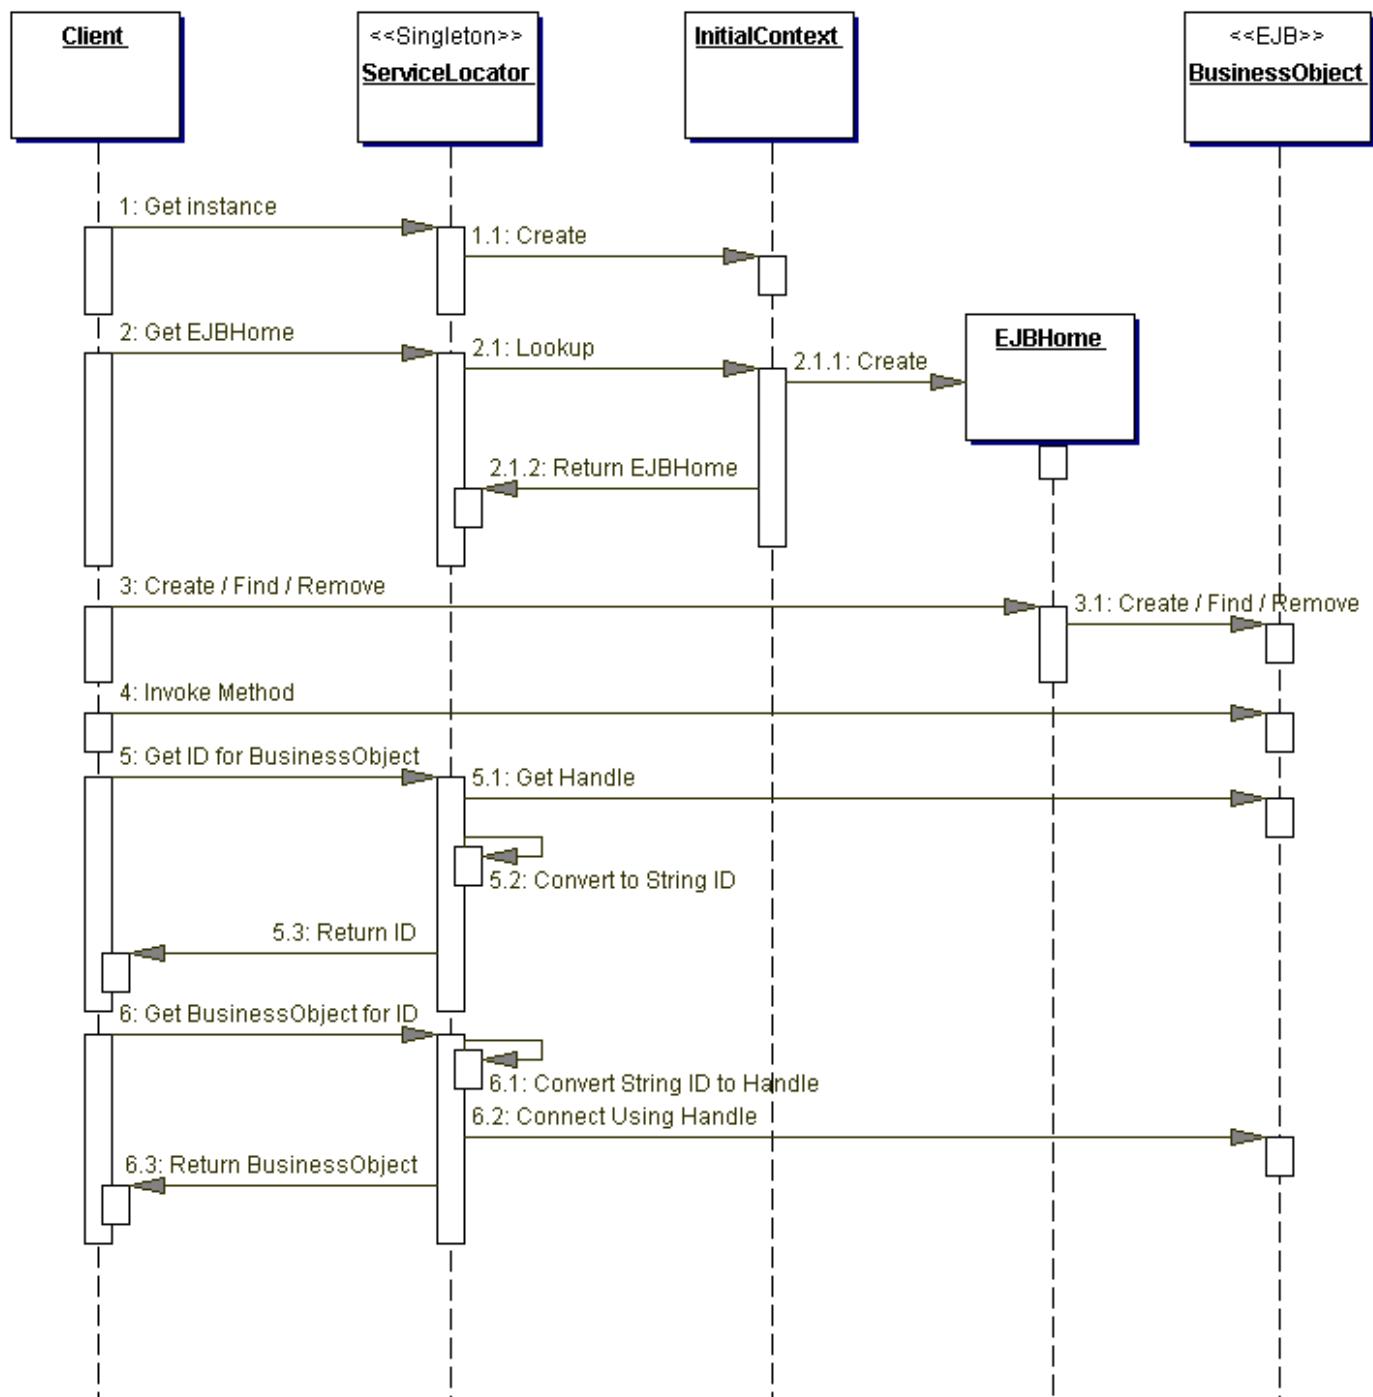 Client
<<Singleton>>
ServiceLocator
InitialContext
<<EJB>>
BusinessObject
1: Get instance
1.1: Create
2: Get EJBHome
2.1: Lookup
2.1.1: Create
EJBHome
2.1.2: Return EJBHome
3: Create / Find / Remove
3.1: Create / Find / Remove
4: Invoke Method
5: Get ID for BusinessObject
5.1: Get Handle
5.2: Convert to String ID
5.3: Return ID
6: Get BusinessObject for ID
6.1: Convert String ID to Handle
6.2: Connect Using Handle
6.3: Return BusinessObject